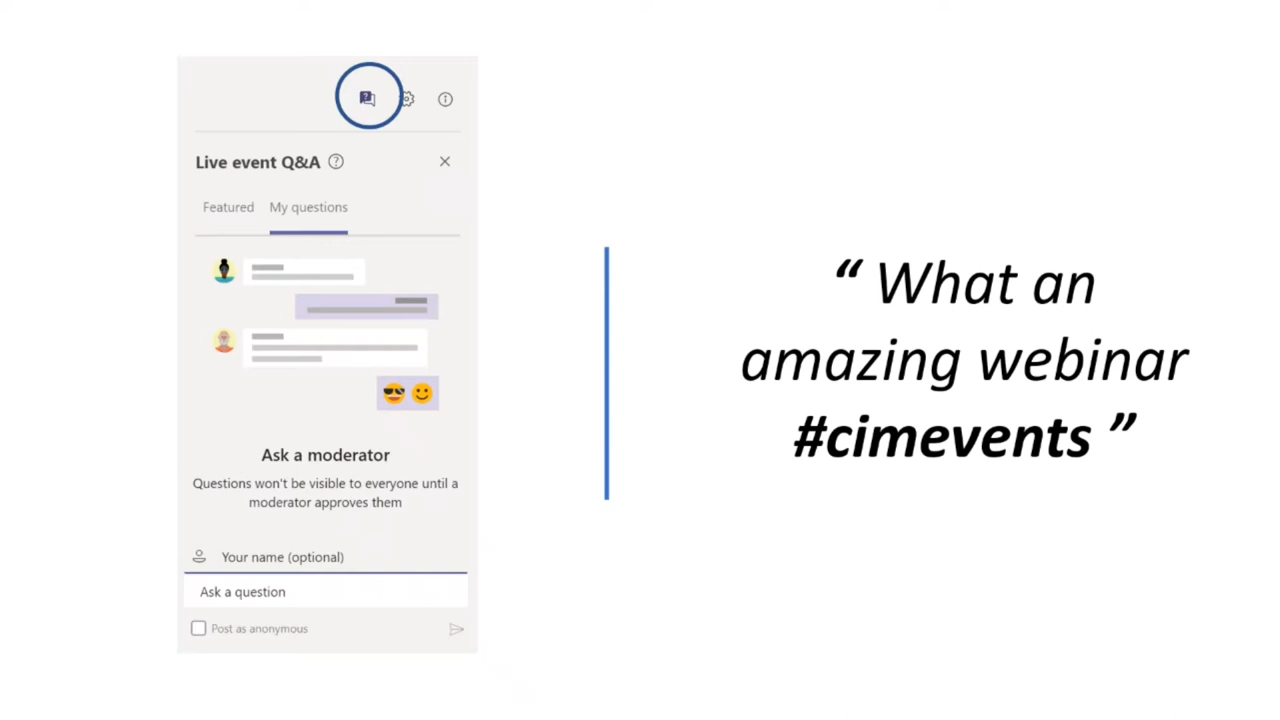 Live event Q&A
Featured My questions
Ask a moderator
Questions won't be visible to everyone until a
moderator approves them
Your name (optional)
Ask a question
Post as anonymous
“ What an
amazing webinar
#cimevents ”